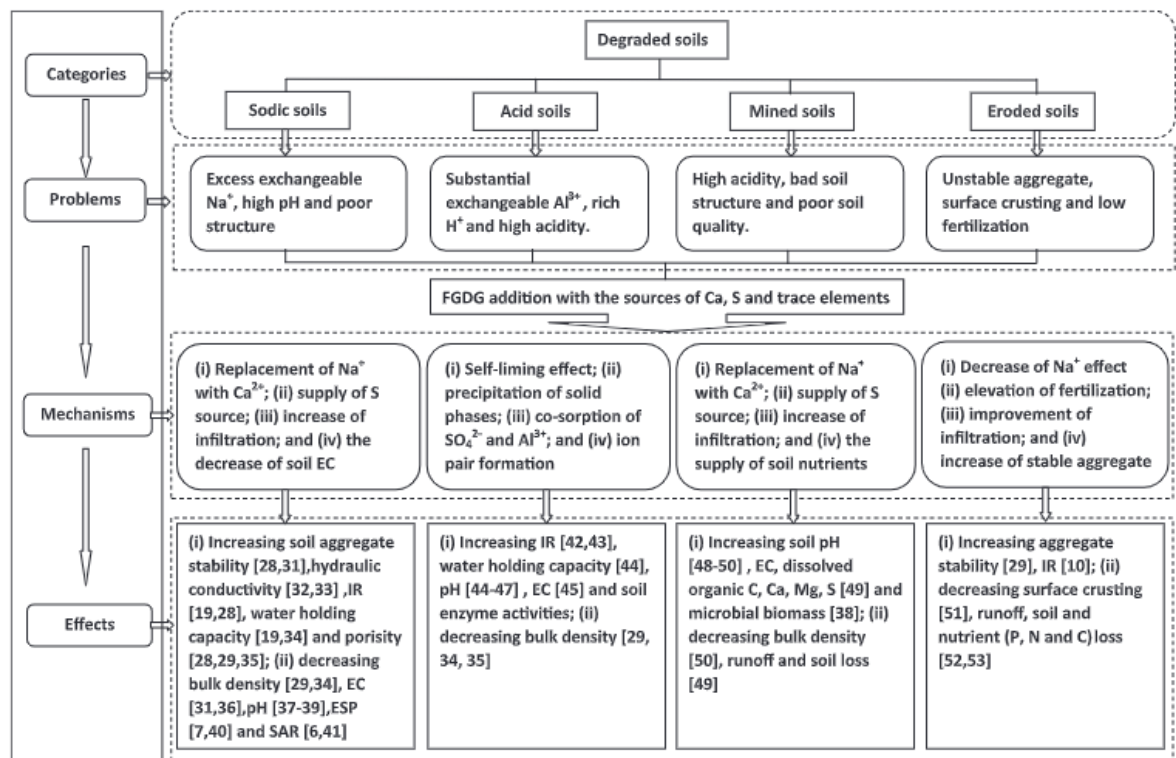 Degraded soils
Categories
Sodic soils
Acid soils
Mined soils
Eroded soils
Problems
Excess exchangeable
Na⁺, high pH and poor
structure
Substantial
exchangeable Al³⁺, rich
H⁺ and high acidity.
High acidity, bad soil
structure and poor soil
quality.
Unstable aggregate,
surface crusting and low
fertilization
FGDG addition with the sources of Ca, S and trace elements
Mechanisms
(i) Replacement of Na⁺
with Ca²⁺; (ii) supply of S
source; (iii) increase of
infiltration; and (iv) the
decrease of soil EC
(i) Self-liming effect; (ii)
precipitation of solid
phases; (iii) co-sorption of
SO₄²⁻ and Al³⁺; and (iv) ion
pair formation
(i) Replacement of Na⁺
with Ca²⁺; (ii) supply of S
source; (iii) increase of
infiltration; and (iv) the
supply of soil nutrients
(i) Decrease of Na⁺ effect
(ii) elevation of fertilization;
(iii) improvement of
infiltration; and (iv)
increase of stable aggregate
Effects
(i) Increasing soil aggregate
stability [28,31],hydraulic
conductivity [32,33] ,IR
[19,28], water holding
capacity [19,34] and porisity
[28,29,35]; (ii) decreasing
bulk density [29,34], EC
[31,36],pH [37-39],ESP
[7,40] and SAR [6,41]
(i) Increasing IR [42,43],
water holding capacity [44],
pH [44-47] , EC [45] and soil
enzyme activities; (ii)
decreasing bulk density [29,
34, 35]
(i) Increasing soil pH
[48-50] , EC, dissolved
organic C, Ca, Mg, S [49] and
microbial biomass [38]; (ii)
decreasing bulk density
[50], runoff and soil loss
[49]
(i) Increasing aggregate
stability [29], IR [10]; (ii)
decreasing surface crusting
[51], runoff, soil and
nutrient (P, N and C) loss
[52,53]